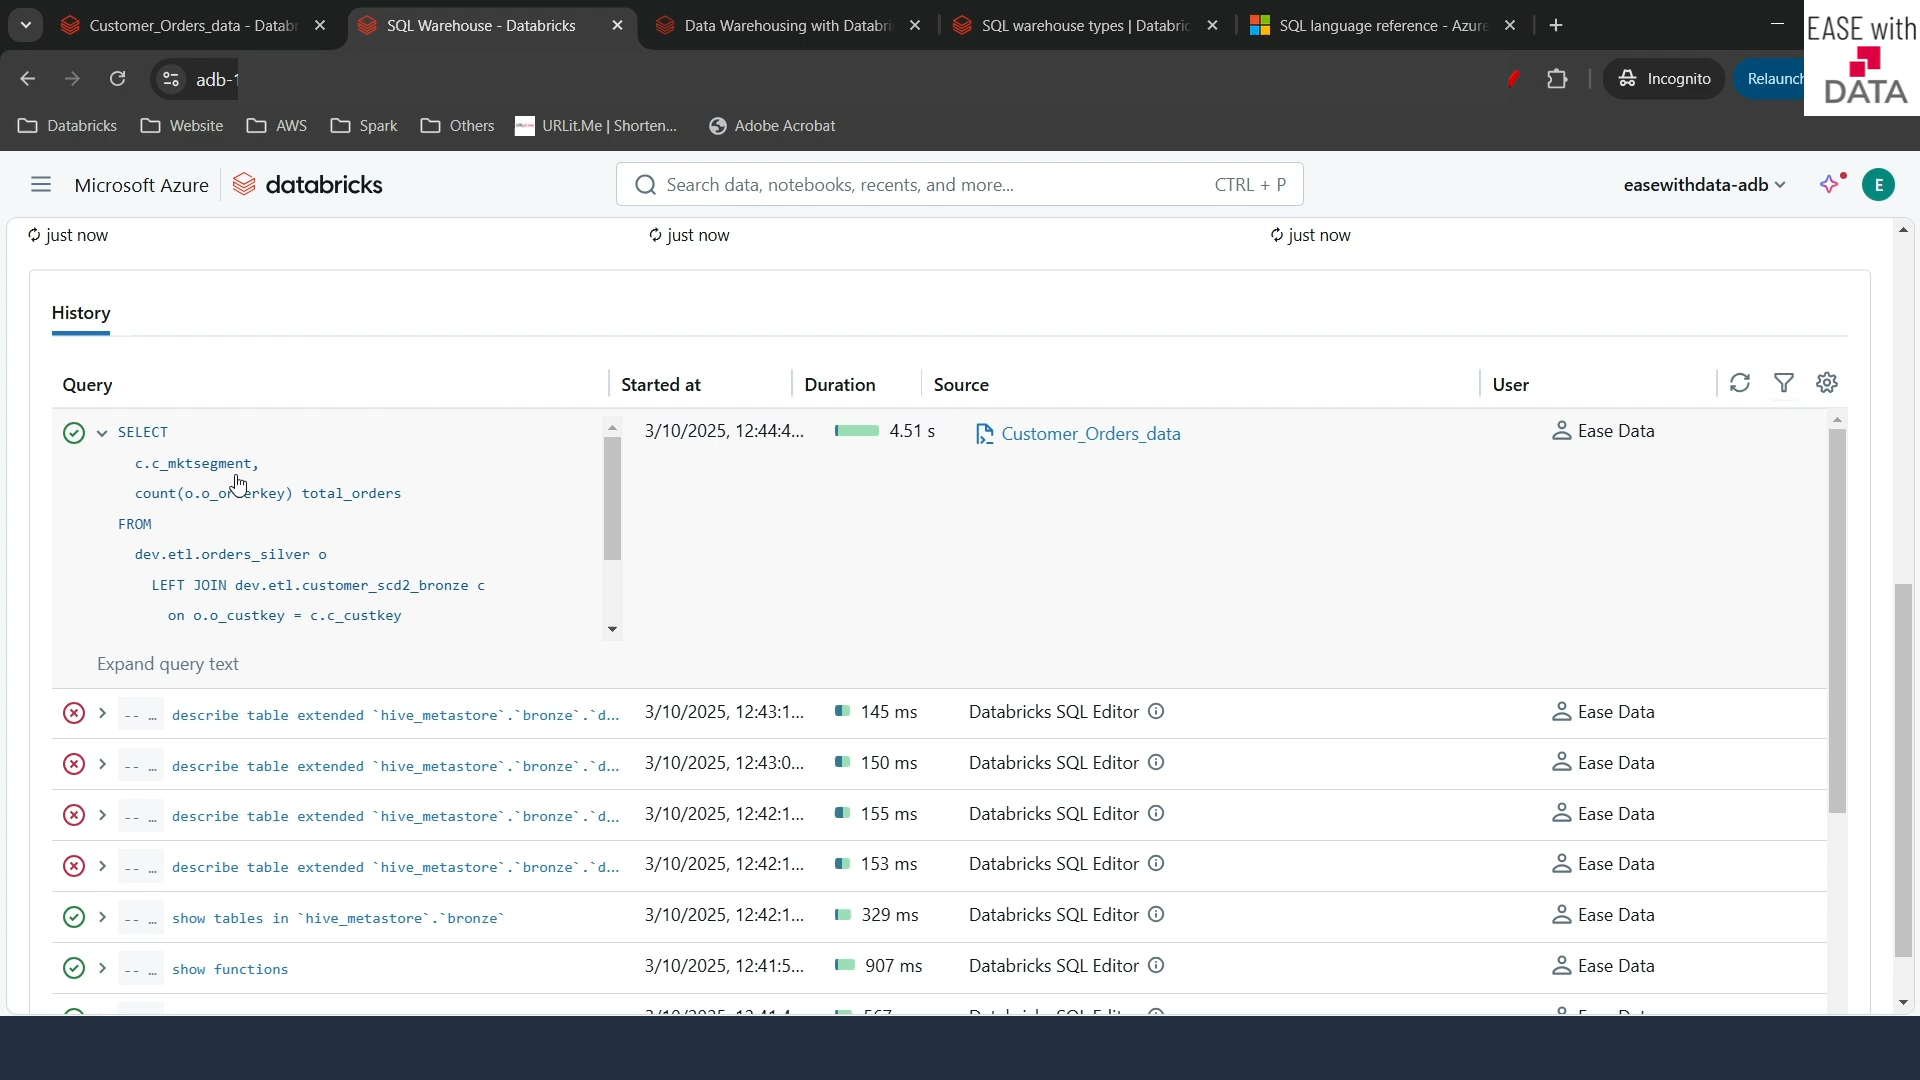 Customer_Orders_data - Datab
SQL Warehouse - Databricks
Data Warehousing with Databri
SQL warehouse types | Databric
SQL language reference - Azure
EASE with
DATA
adb-1
Incognito
Relaunch
Databricks
Website
AWS
Spark
Others
URLit.Me | Shorten...
Adobe Acrobat
Microsoft Azure
databricks
Search data, notebooks, recents, and more...
CTRL + P
easewithdata-adb
E
just now
just now
just now
History
Query Started at Duration Source User
SELECT 3/10/2025, 12:44:4... 4.51 s Customer_Orders_data Ease Data
c.c_mktsegment,
count(o.o_orderkey) total_orders
FROM
dev.etl.orders_silver o
LEFT JOIN dev.etl.customer_scd2_bronze c
on o.o_custkey = c.c_custkey
Expand query text
-- … describe table extended `hive_metastore`.`bronze`.`d... 3/10/2025, 12:43:1... 145 ms Databricks SQL Editor Ease Data
-- … describe table extended `hive_metastore`.`bronze`.`d... 3/10/2025, 12:43:0... 150 ms Databricks SQL Editor Ease Data
-- … describe table extended `hive_metastore`.`bronze`.`d... 3/10/2025, 12:42:1... 155 ms Databricks SQL Editor Ease Data
-- … describe table extended `hive_metastore`.`bronze`.`d... 3/10/2025, 12:42:1... 153 ms Databricks SQL Editor Ease Data
-- … show tables in `hive_metastore`.`bronze` 3/10/2025, 12:42:1... 329 ms Databricks SQL Editor Ease Data
-- … show functions 3/10/2025, 12:41:5... 907 ms Databricks SQL Editor Ease Data